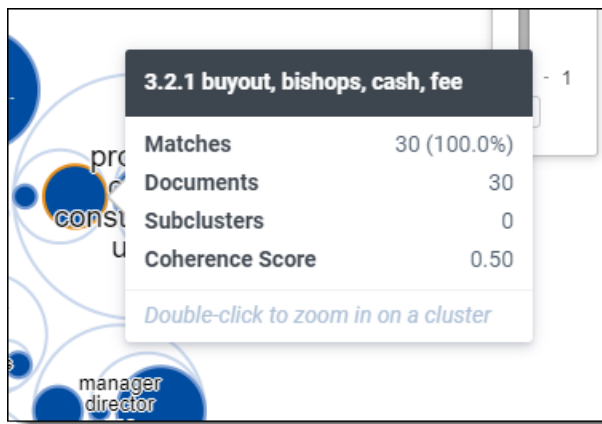 3.2.1 buyout, bishops, cash, fee
- 1
Matches 30 (100.0%)
Documents 30
Subclusters 0
Coherence Score 0.50
Double-click to zoom in on a cluster
manager
director